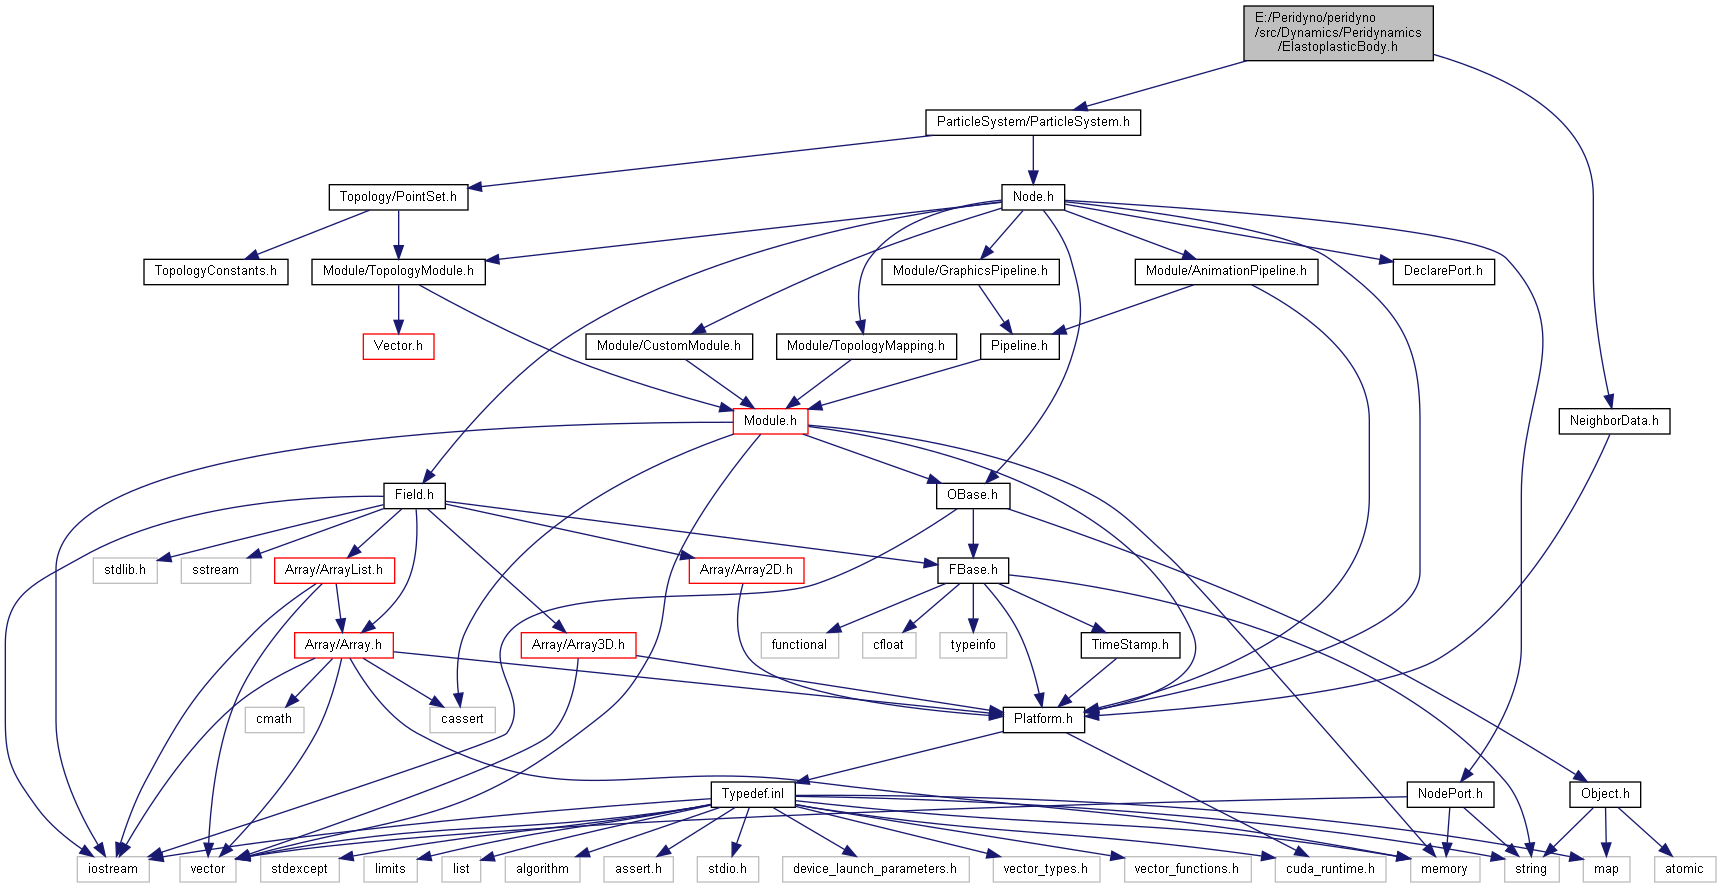 E:/Peridyno/peridyno
/src/Dynamics/Peridynamics
/ElastoplasticBody.h
ParticleSystem/ParticleSystem.h
Topology/PointSet.h
Node.h
TopologyConstants.h
Module/TopologyModule.h
Module/GraphicsPipeline.h
Module/AnimationPipeline.h
DeclarePort.h
Vector.h
Module/CustomModule.h
Module/TopologyMapping.h
Pipeline.h
Module.h
NeighborData.h
Field.h
OBase.h
stdlib.h
sstream
Array/ArrayList.h
Array/Array2D.h
FBase.h
Array/Array.h
Array/Array3D.h
functional
cfloat
typeinfo
TimeStamp.h
cmath
cassert
Platform.h
Typedef.inl
NodePort.h
Object.h
iostream
vector
stdexcept
limits
list
algorithm
assert.h
stdio.h
device_launch_parameters.h
vector_types.h
vector_functions.h
cuda_runtime.h
memory
string
map
atomic